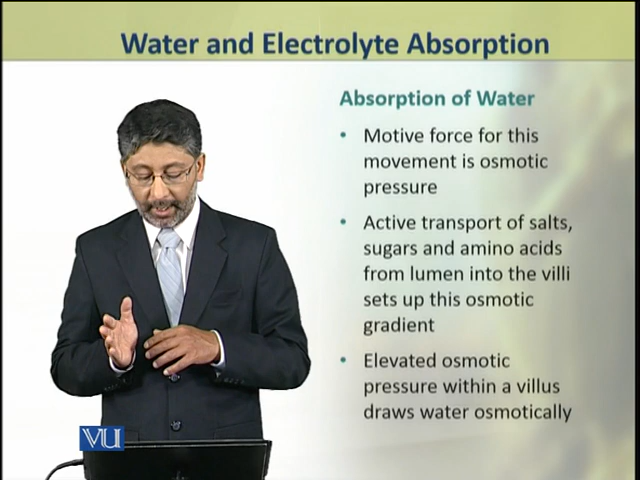 Water and Electrolyte Absorption
Absorption of Water
• Motive force for this
movement is osmotic
pressure
• Active transport of salts,
sugars and amino acids
from lumen into the villi
sets up this osmotic
gradient
• Elevated osmotic
pressure within a villus
draws water osmotically
VU